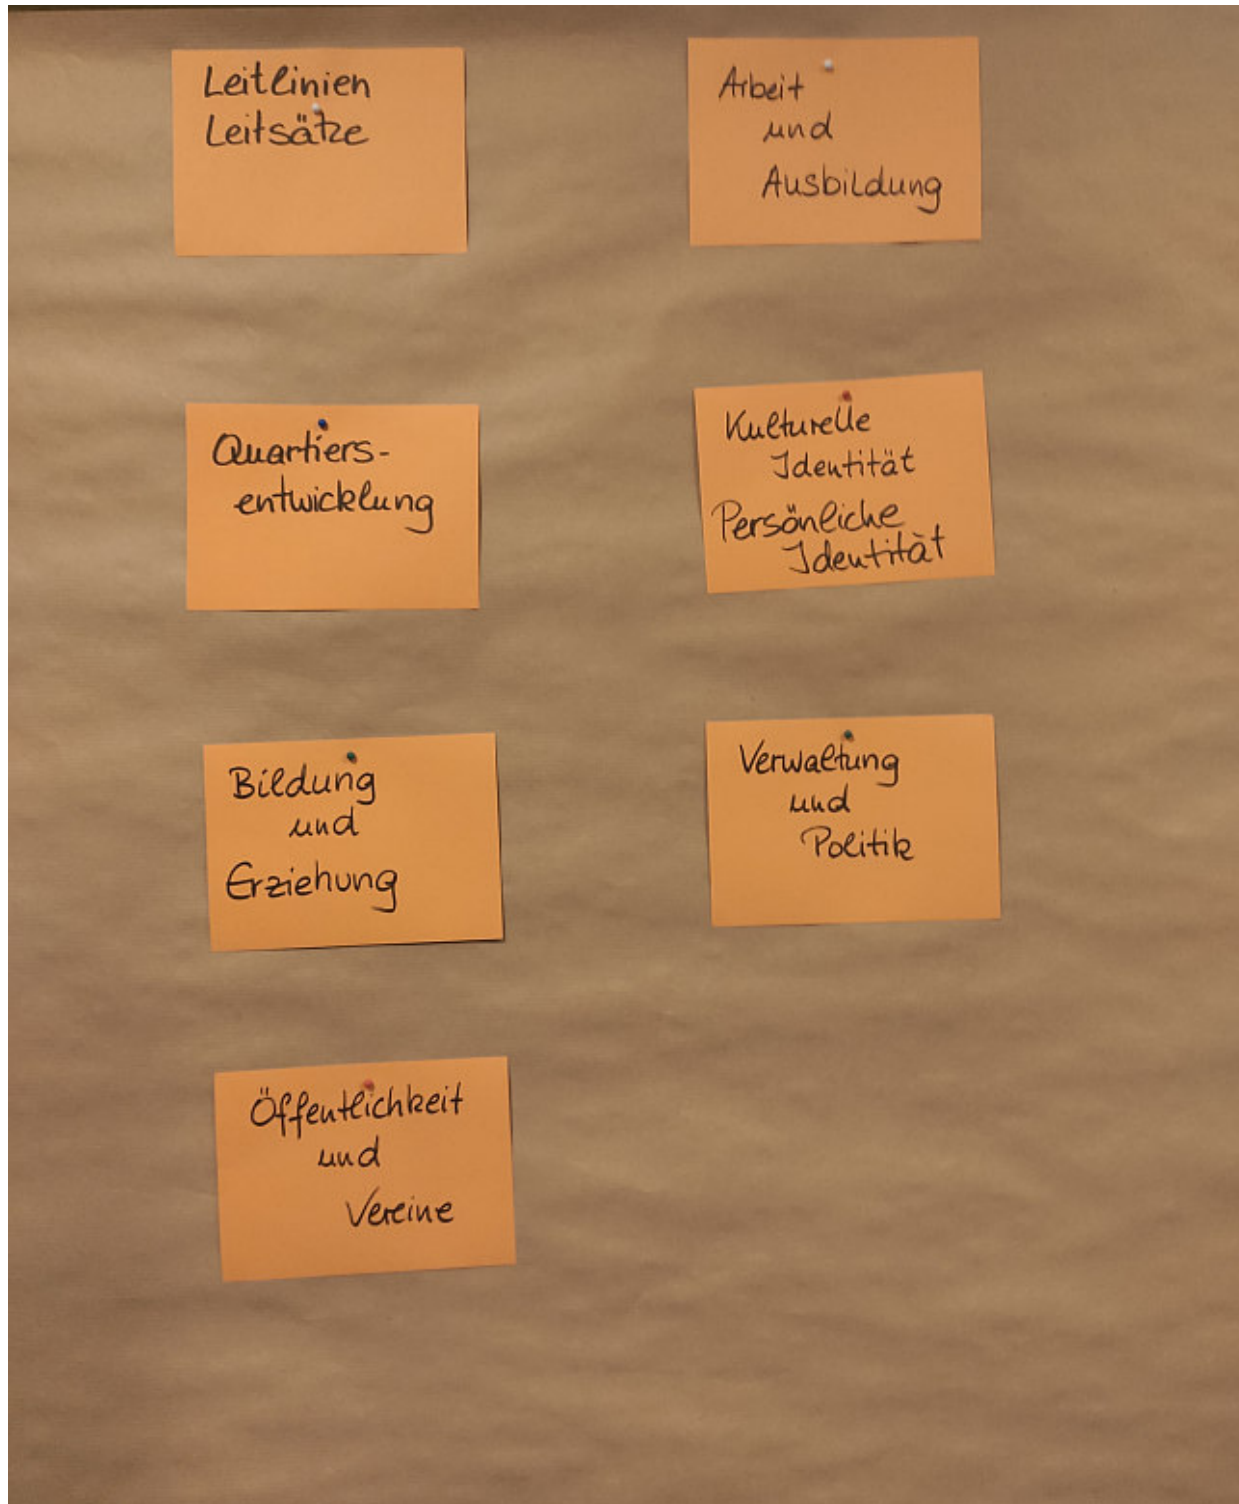 Leitlinien
Leitsätze
Quartiers-
entwicklung
Bildung
und
Erziehung
Öffentlichkeit
und
Vereine
Arbeit
und
Ausbildung
Kulturelle
Identität
Persönliche
Identität
Verwaltung
und
Politik